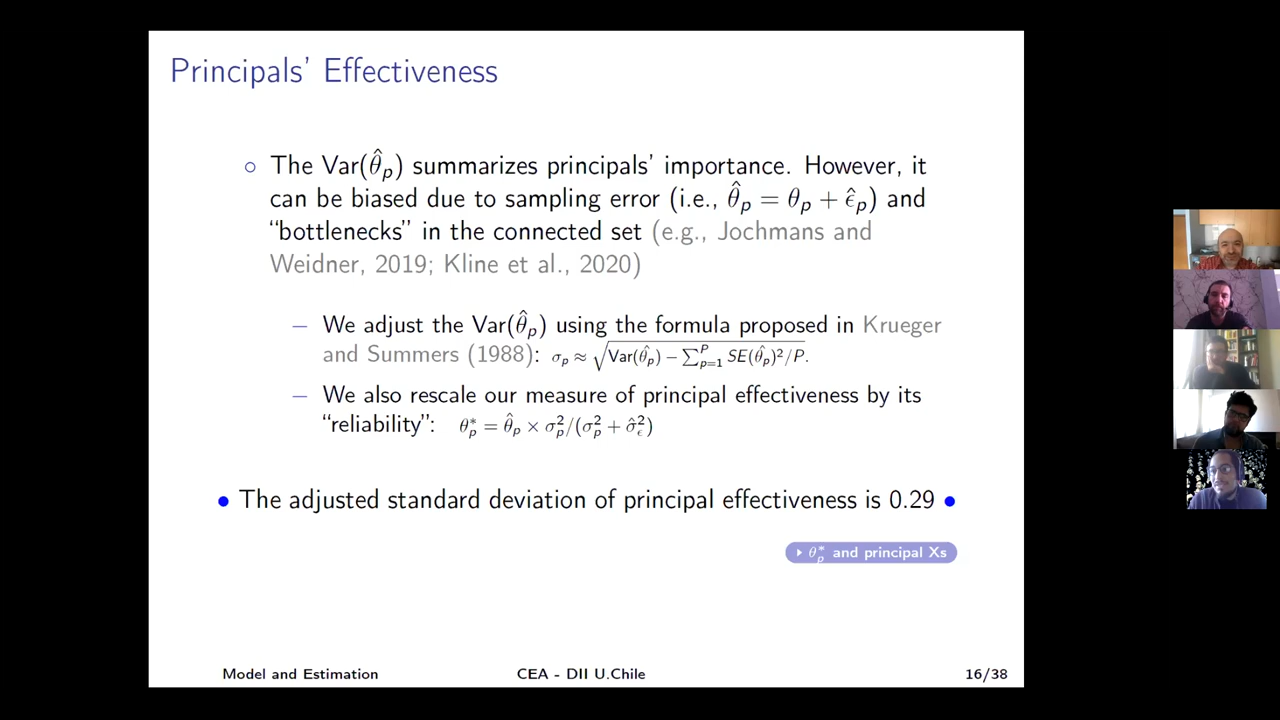 Principals' Effectiveness
○ The Var(θ̂ₚ) summarizes principals' importance. However, it
can be biased due to sampling error (i.e., θ̂ₚ = θₚ + ε̂ₚ) and
“bottlenecks” in the connected set (e.g., Jochmans and
Weidner, 2019; Kline et al., 2020)
– We adjust the Var(θ̂ₚ) using the formula proposed in Krueger
and Summers (1988): σₚ ≈ √(Var(θ̂ₚ) − ∑ᴾₚ₌₁ SE(θ̂ₚ)²/P).
– We also rescale our measure of principal effectiveness by its
“reliability”: θ*ₚ = θ̂ₚ × σ²ₚ/(σ²ₚ + σ̂²_ϵ)
• The adjusted standard deviation of principal effectiveness is 0.29 •
θ*ₚ and principal Xs
Model and Estimation CEA - DII U.Chile 16/38